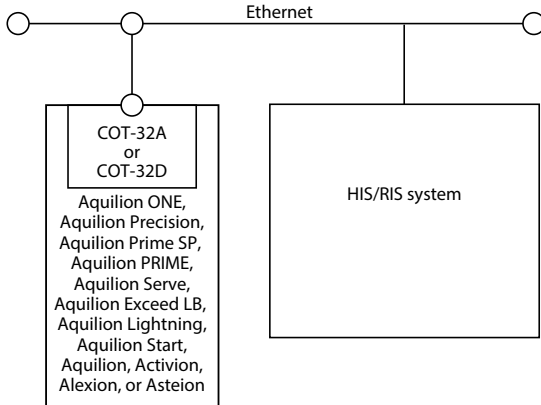 Ethernet
COT-32A
or
COT-32D
Aquilion ONE,
Aquilion Precision,
Aquilion Prime SP,
Aquilion PRIME,
Aquilion Serve,
Aquilion Exceed LB,
Aquilion Lightning,
Aquilion Start,
Aquilion, Activion,
Alexion, or Asteion
HIS/RIS system